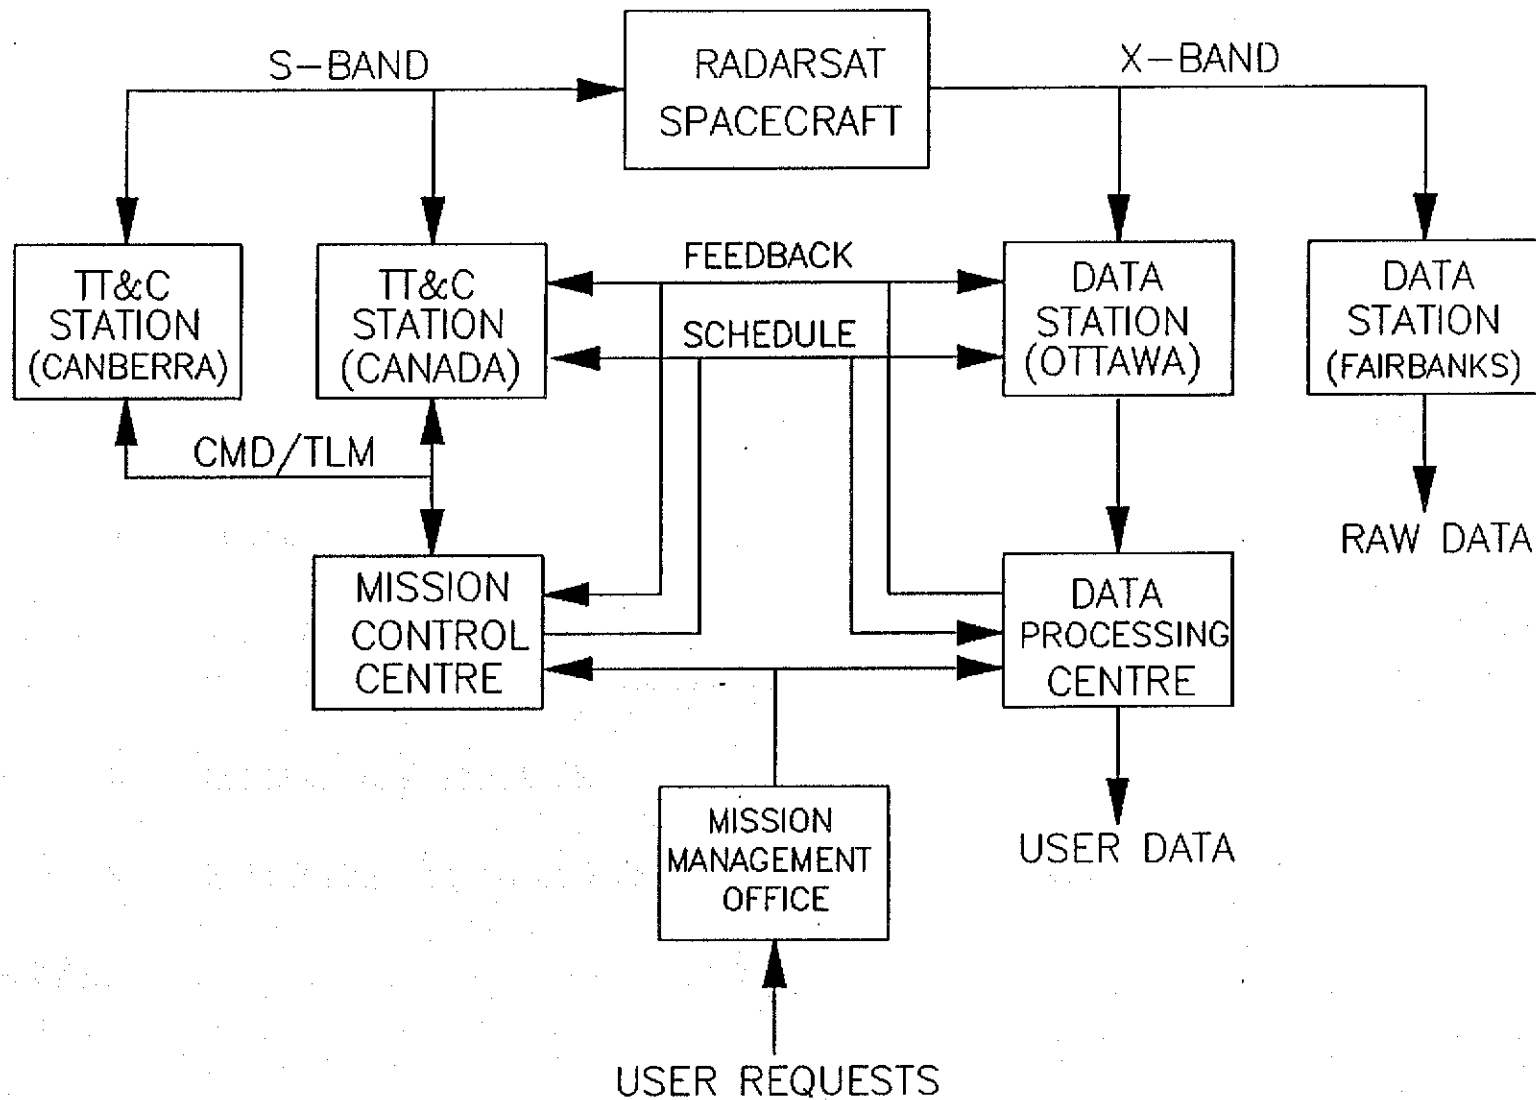 S-BAND
RADARSAT
SPACECRAFT
X-BAND
TT&C
STATION
(CANBERRA)
TT&C
STATION
(CANADA)
FEEDBACK
SCHEDULE
DATA
STATION
(OTTAWA)
DATA
STATION
(FAIRBANKS)
CMD/TLM
RAW DATA
MISSION
CONTROL
CENTRE
DATA
PROCESSING
CENTRE
MISSION
MANAGEMENT
OFFICE
USER DATA
USER REQUESTS